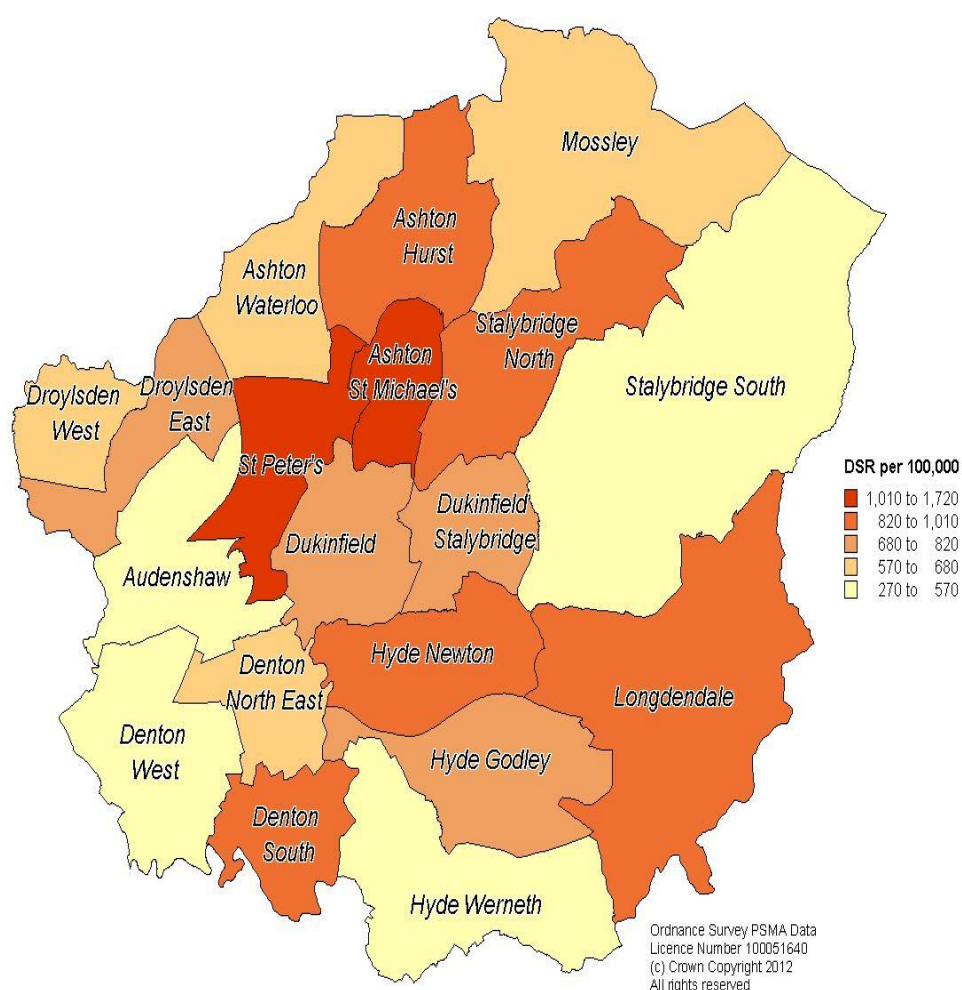 Mossley
Ashton
Hurst
Ashton
Waterloo
Stalybridge
North
Ashton
St Michael's
Stalybridge South
Droylsden
West
Droylsden
East
St Peter's
Dukinfield
Stalybridge
Dukinfield
Audenshaw
Hyde Newton
Denton
North East
Longdendale
Denton
West
Hyde Godley
Denton
South
Hyde Werneth
DSR per 100,000
1,010 to 1,720
820 to 1,010
680 to 820
570 to 680
270 to 570
Ordnance Survey PSMA Data
Licence Number 100051640
(c) Crown Copyright 2012
All rights reserved